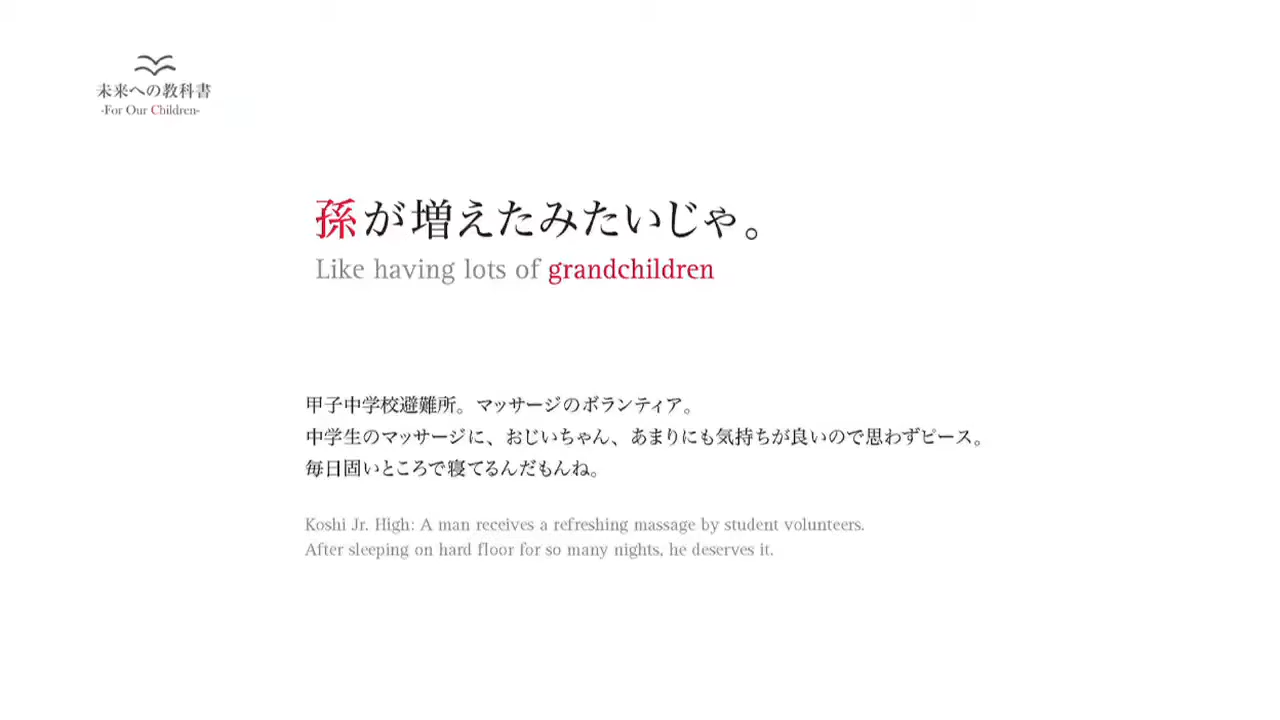 未来への教科書
-For Our Children-
孫が増えたみたいじゃ。
Like having lots of grandchildren
甲子中学校避難所。マッサージのボランティア。
中学生のマッサージに、おじいちゃん、あまりにも気持ちが良いので思わずピース。
毎日固いところで寝てるんだもんね。
Koshi Jr. High: A man receives a refreshing massage by student volunteers.
After sleeping on hard floor for so many nights, he deserves it.